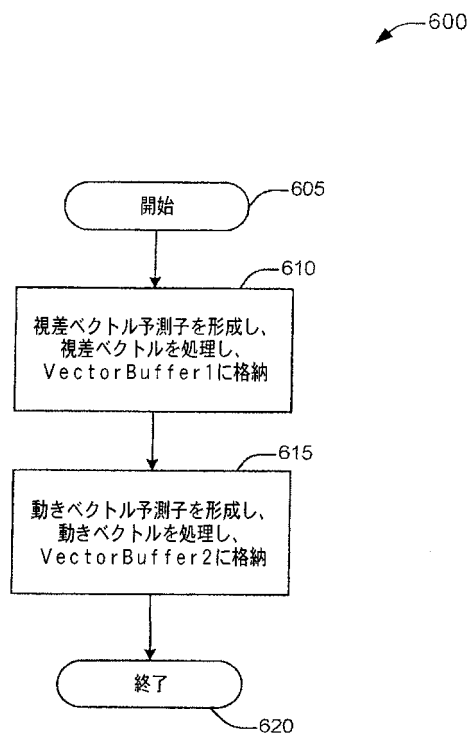 600
開始
605
610
視差ベクトル予測子を形成し、
視差ベクトルを処理し、
VectorBuffer1に格納
615
動きベクトル予測子を形成し、
動きベクトルを処理し、
VectorBuffer2に格納
終了
620